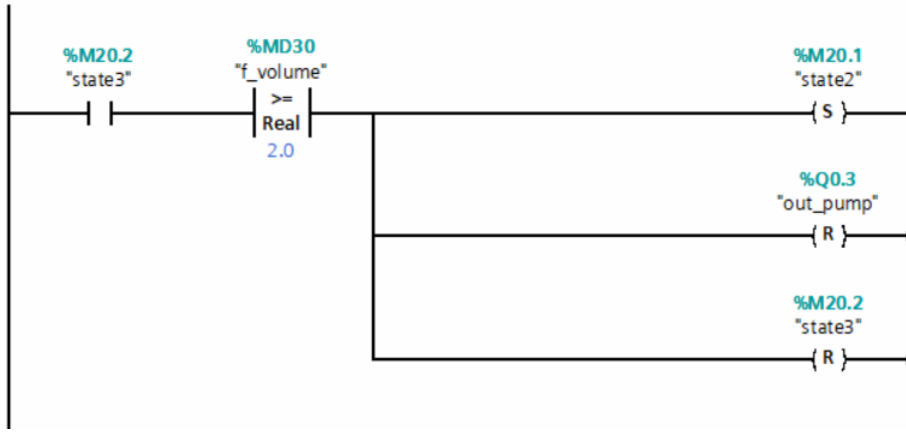 %M20.2
"state3"
%MD30
"f_volume"
>=
Real
2.0
%M20.1
"state2"
S
%Q0.3
"out_pump"
R
%M20.2
"state3"
R